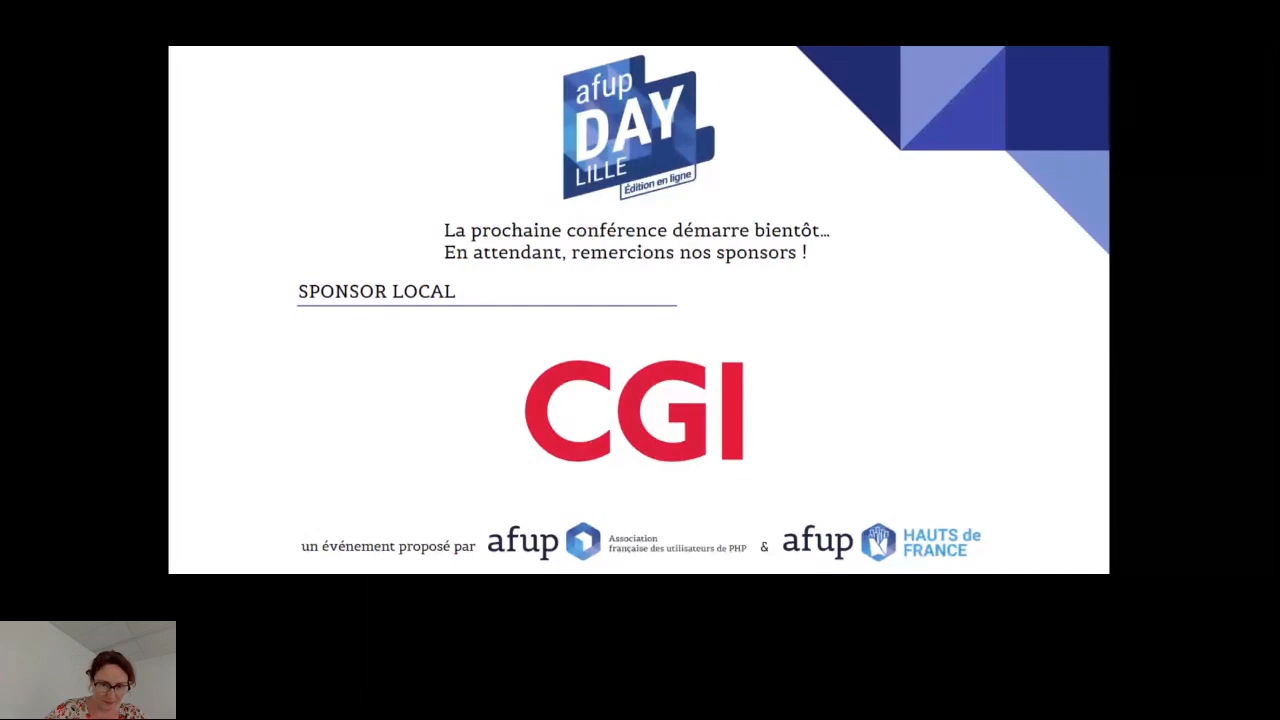 afup
DAY
LILLE
Édition en ligne
La prochaine conférence démarre bientôt...
En attendant, remercions nos sponsors !
SPONSOR LOCAL
CGI
un événement proposé par
afup
Association
française des utilisateurs de PHP
&
afup
HAUTS de
FRANCE